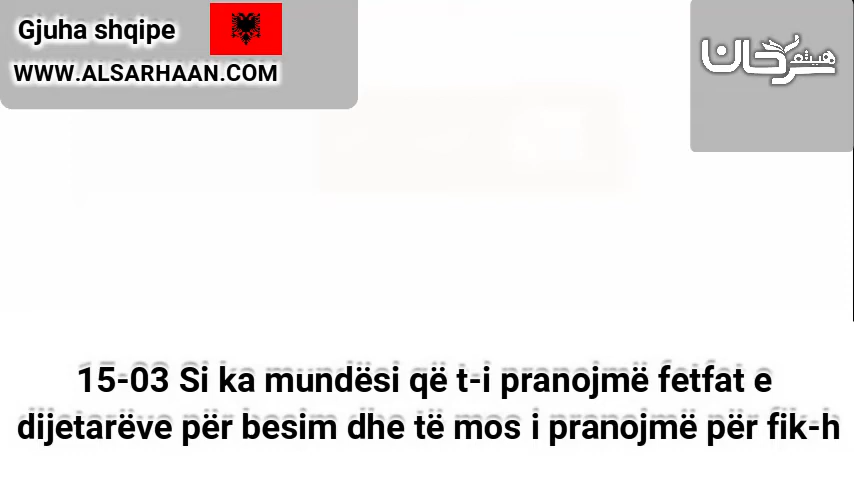 Gjuha shqipe
WWW.ALSARHAAN.COM
هيثم
سرحان
15-03 Si ka mundësi që t-i pranojmë fetfat e
dijetarëve për besim dhe të mos i pranojmë për fik-h